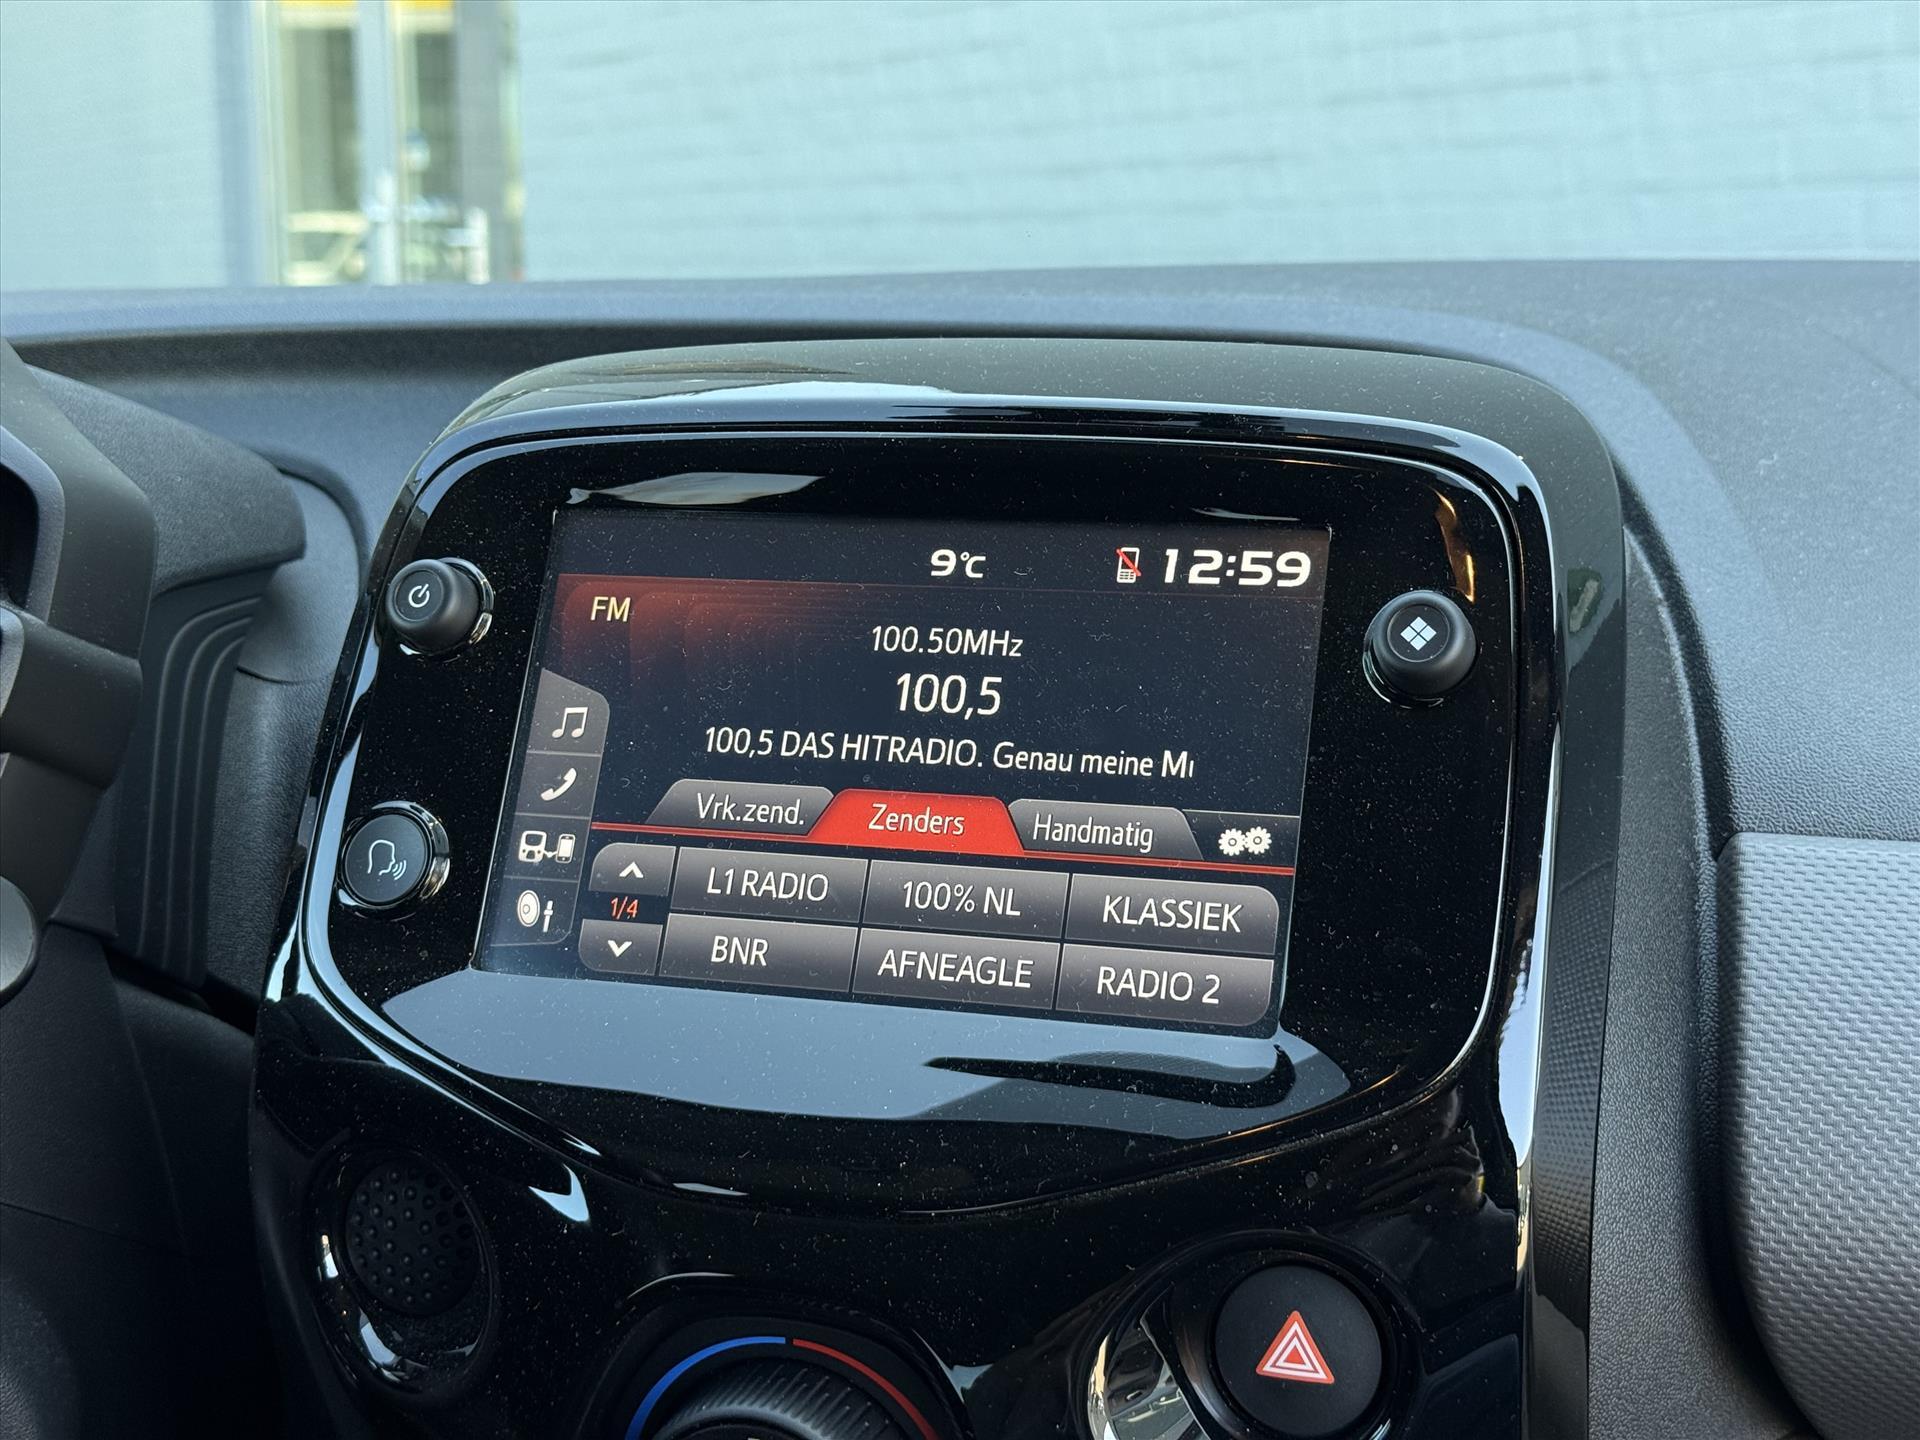 9°C 12:59
FM
100.50MHz
100,5
100,5 DAS HITRADIO. Genau meine
Vrk.zend. Zenders Handmatig
L1 RADIO 100% NL KLASSIEK
1/4
BNR AFNEAGLE RADIO 2